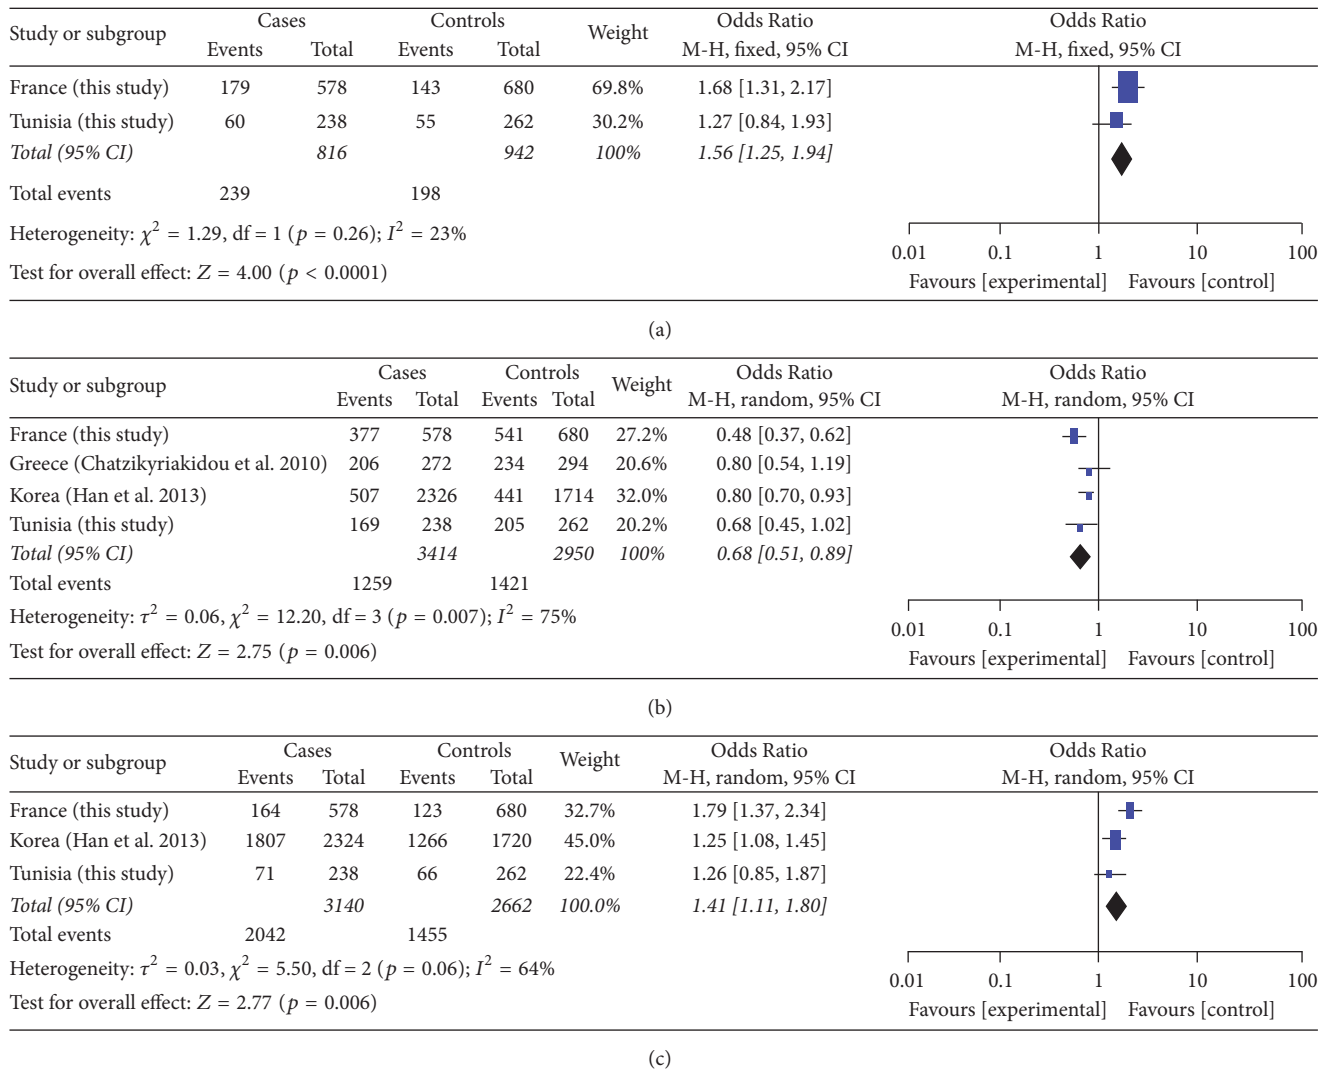 Study or subgroup Cases Controls Weight Odds Ratio Odds Ratio
Events Total Events Total M-H, fixed, 95% CI M-H, fixed, 95% CI
France (this study) 179 578 143 680 69.8% 1.68 [1.31, 2.17]
Tunisia (this study) 60 238 55 262 30.2% 1.27 [0.84, 1.93]
Total (95% CI) 816 942 100% 1.56 [1.25, 1.94]
Total events 239 198
Heterogeneity: χ² = 1.29, df = 1 (p = 0.26); I² = 23%
Test for overall effect: Z = 4.00 (p < 0.0001)
0.01 0.1 1 10 100
Favours [experimental] Favours [control]
(a)
Study or subgroup Cases Controls Weight Odds Ratio Odds Ratio
Events Total Events Total M-H, random, 95% CI M-H, random, 95% CI
France (this study) 377 578 541 680 27.2% 0.48 [0.37, 0.62]
Greece (Chatzikyriakidou et al. 2010) 206 272 234 294 20.6% 0.80 [0.54, 1.19]
Korea (Han et al. 2013) 507 2326 441 1714 32.0% 0.80 [0.70, 0.93]
Tunisia (this study) 169 238 205 262 20.2% 0.68 [0.45, 1.02]
Total (95% CI) 3414 2950 100% 0.68 [0.51, 0.89]
Total events 1259 1421
Heterogeneity: τ² = 0.06, χ² = 12.20, df = 3 (p = 0.007); I² = 75%
Test for overall effect: Z = 2.75 (p = 0.006)
0.01 0.1 1 10 100
Favours [experimental] Favours [control]
(b)
Study or subgroup Cases Controls Weight Odds Ratio Odds Ratio
Events Total Events Total M-H, random, 95% CI M-H, random, 95% CI
France (this study) 164 578 123 680 32.7% 1.79 [1.37, 2.34]
Korea (Han et al. 2013) 1807 2324 1266 1720 45.0% 1.25 [1.08, 1.45]
Tunisia (this study) 71 238 66 262 22.4% 1.26 [0.85, 1.87]
Total (95% CI) 3140 2662 100.0% 1.41 [1.11, 1.80]
Total events 2042 1455
Heterogeneity: τ² = 0.03, χ² = 5.50, df = 2 (p = 0.06); I² = 64%
Test for overall effect: Z = 2.77 (p = 0.006)
0.01 0.1 1 10 100
Favours [experimental] Favours [control]
(c)